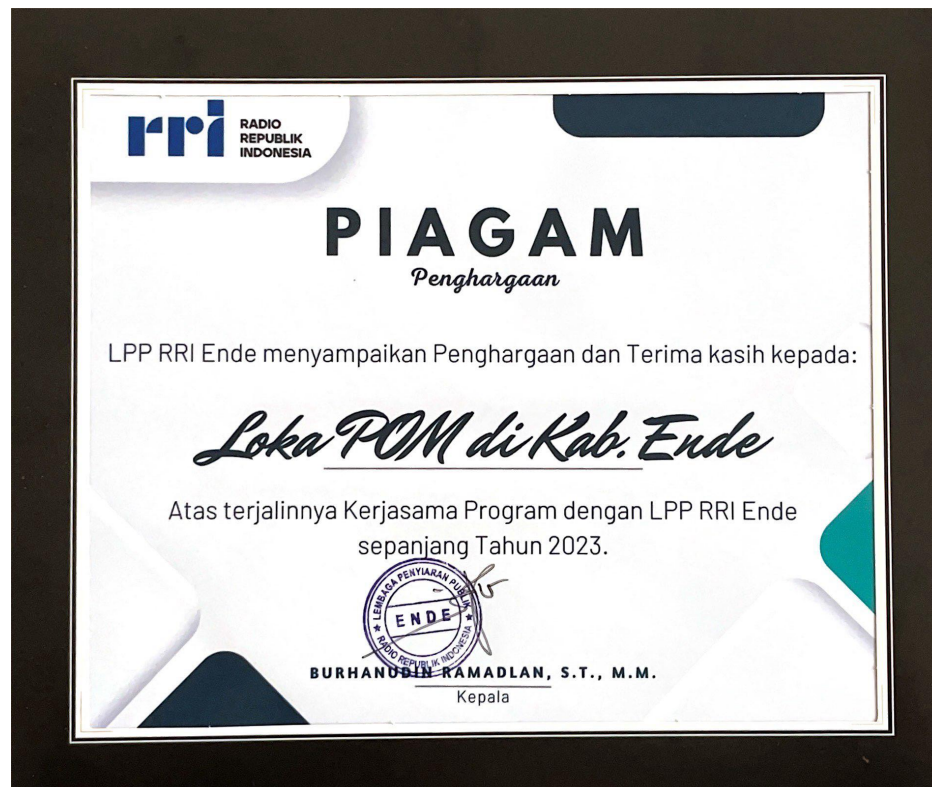 rri
RADIO
REPUBLIK
INDONESIA
PIAGAM
Penghargaan
LPP RRI Ende menyampaikan Penghargaan dan Terima kasih kepada:
Loka POM di Kab. Ende
Atas terjalinnya Kerjasama Program dengan LPP RRI Ende
sepanjang Tahun 2023.
LEMBAGA PENYIARAN PUBLIK
ENDE
RADIO REPUBLIK INDONESIA
BURHANUDIN RAMADLAN, S.T., M.M.
Kepala